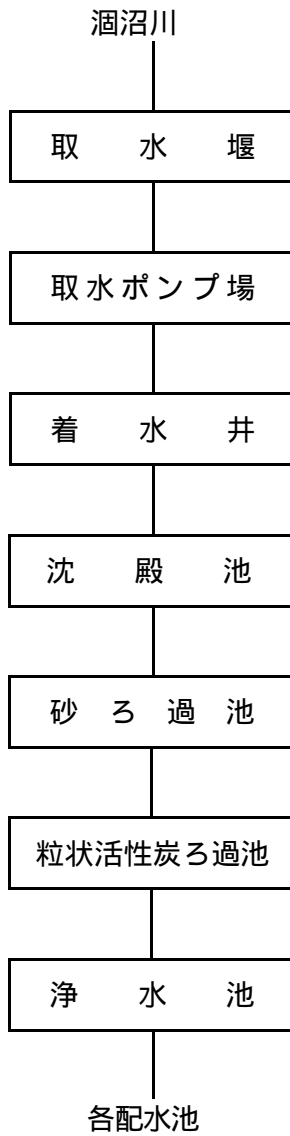 涸沼川
取水堰
取水ポンプ場
着水井
沈殿池
砂ろ過池
粒状活性炭ろ過池
浄水池
各配水池